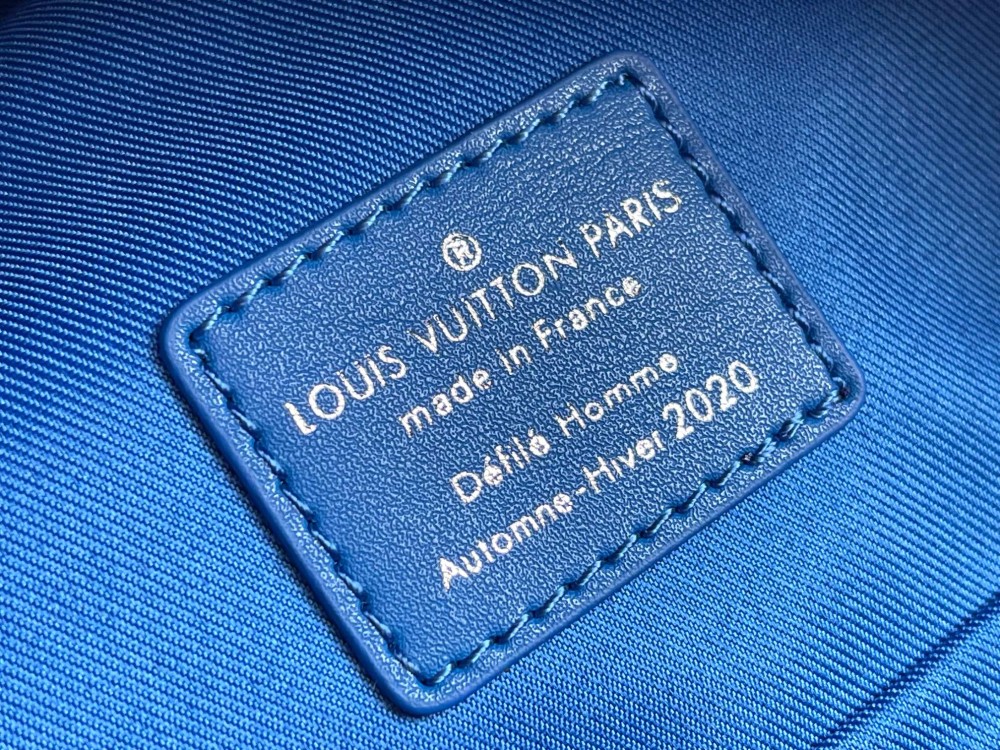 ®
LOUIS VUITTON PARIS
made in France
Défilé Homme
Automne-Hiver 2020